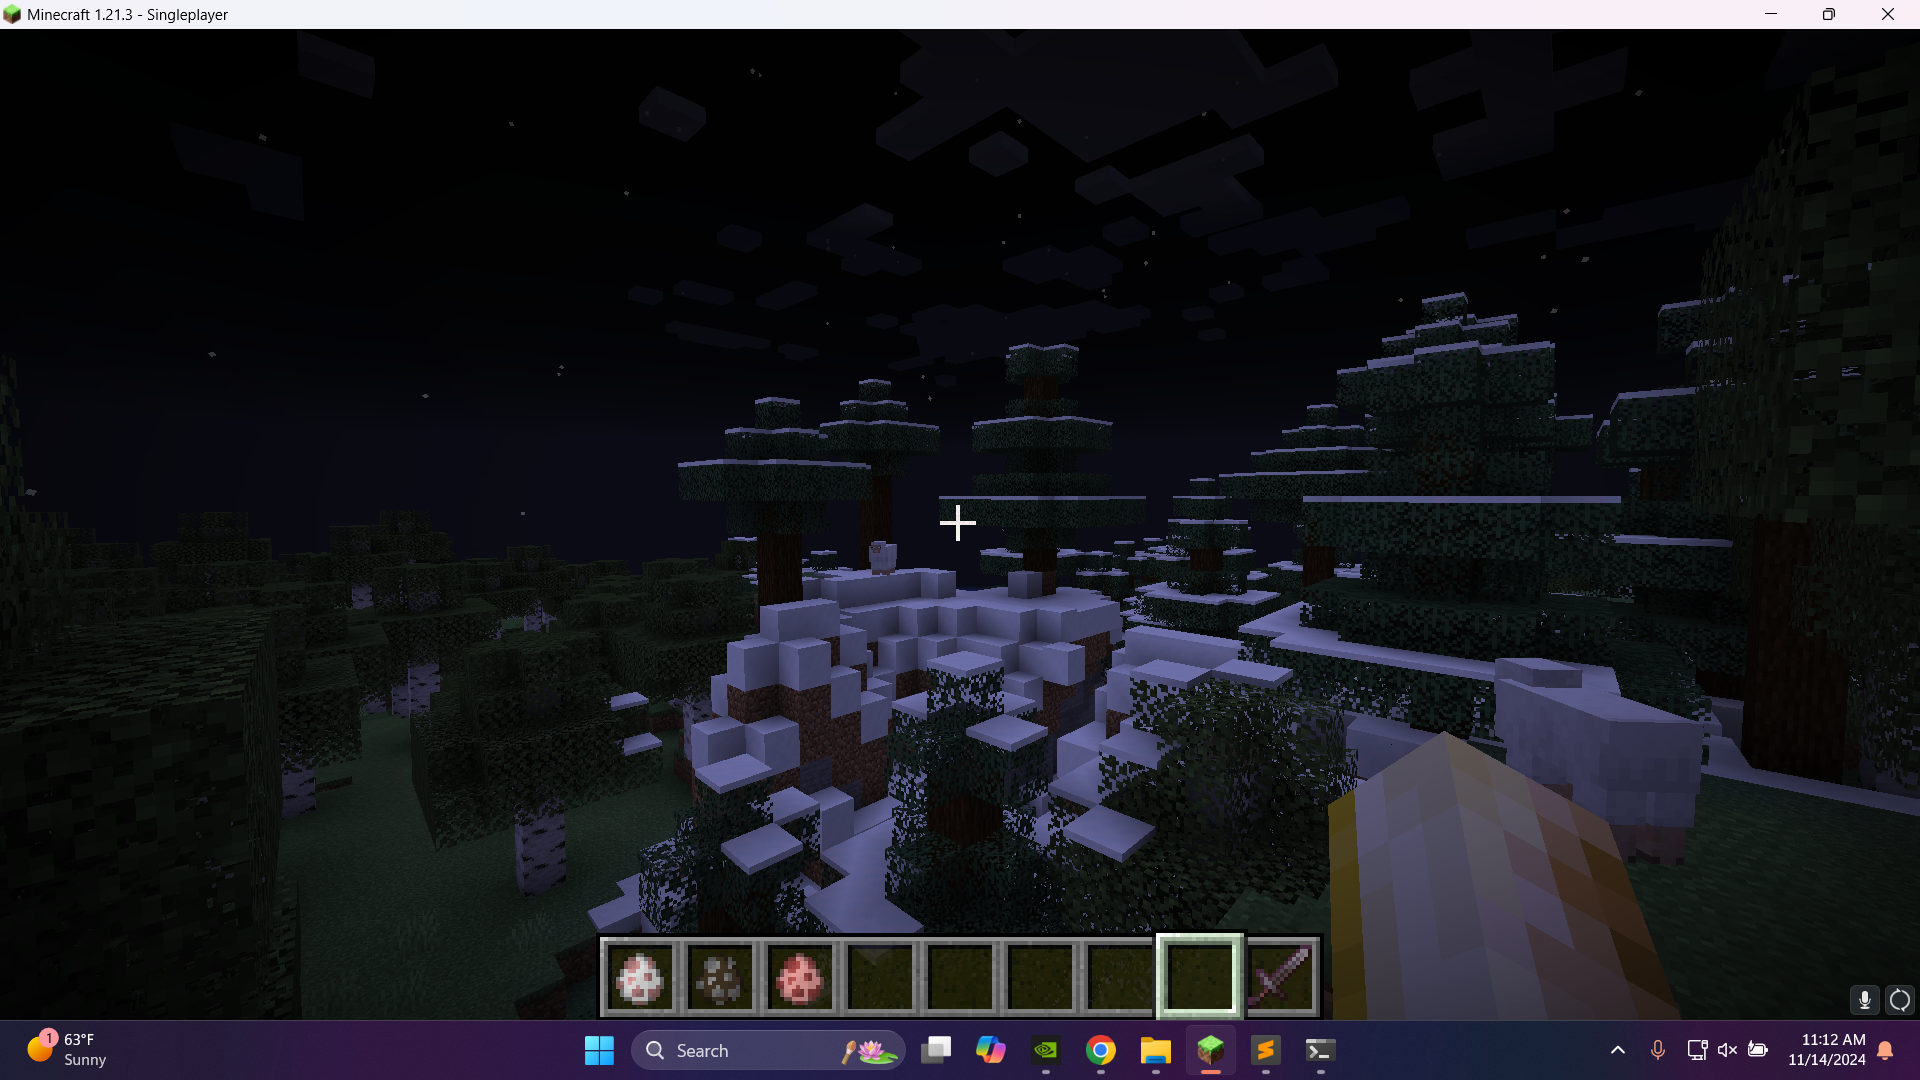 Minecraft 1.21.3 - Singleplayer
1
63°F
Sunny
Search
11:12 AM
11/14/2024